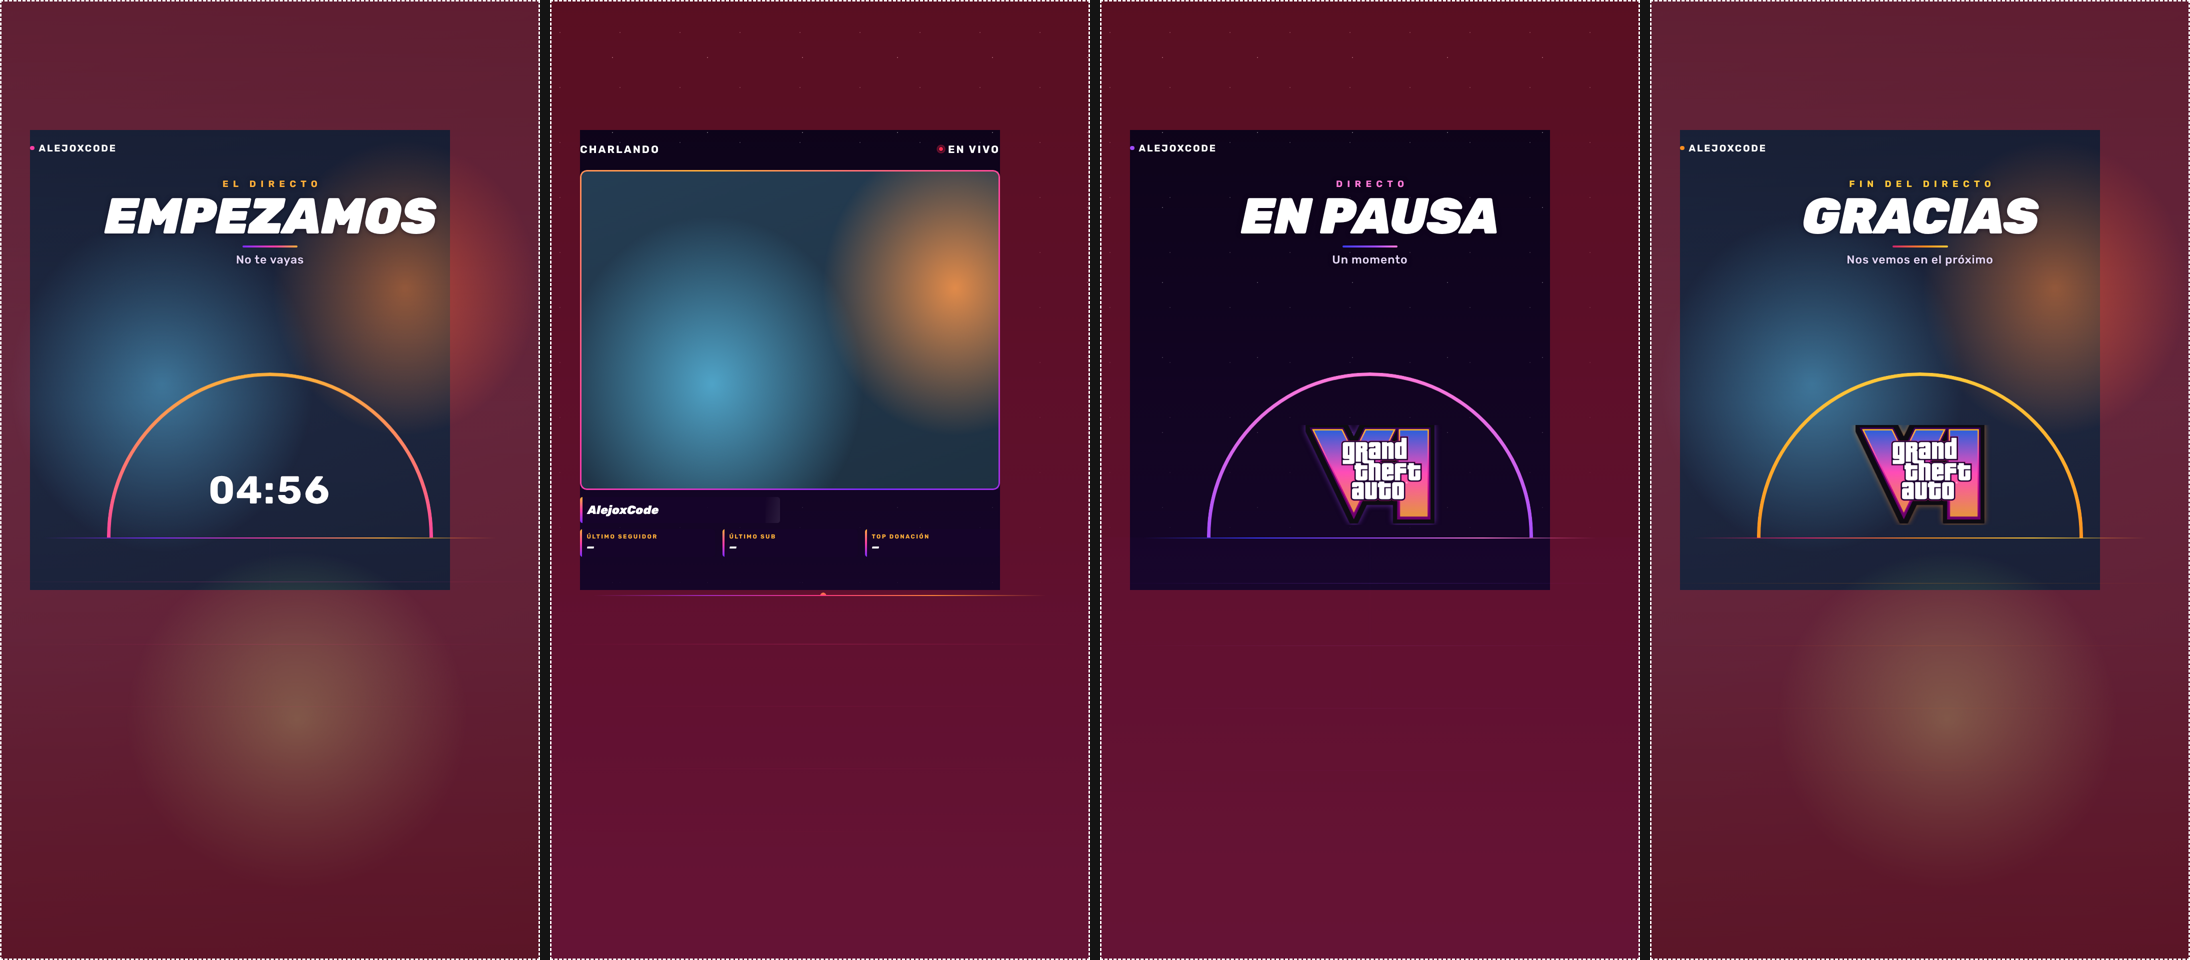 ALEJOXCODE
EL DIRECTO
EMPEZAMOS
No te vayas
04:56
CHARLANDO
EN VIVO
AlejoxCode
ÚLTIMO SEGUIDOR
–
ÚLTIMO SUB
–
TOP DONACIÓN
–
ALEJOXCODE
DIRECTO
EN PAUSA
Un momento
VI
grand
theft
auto
ALEJOXCODE
FIN DEL DIRECTO
GRACIAS
Nos vemos en el próximo
VI
grand
theft
auto